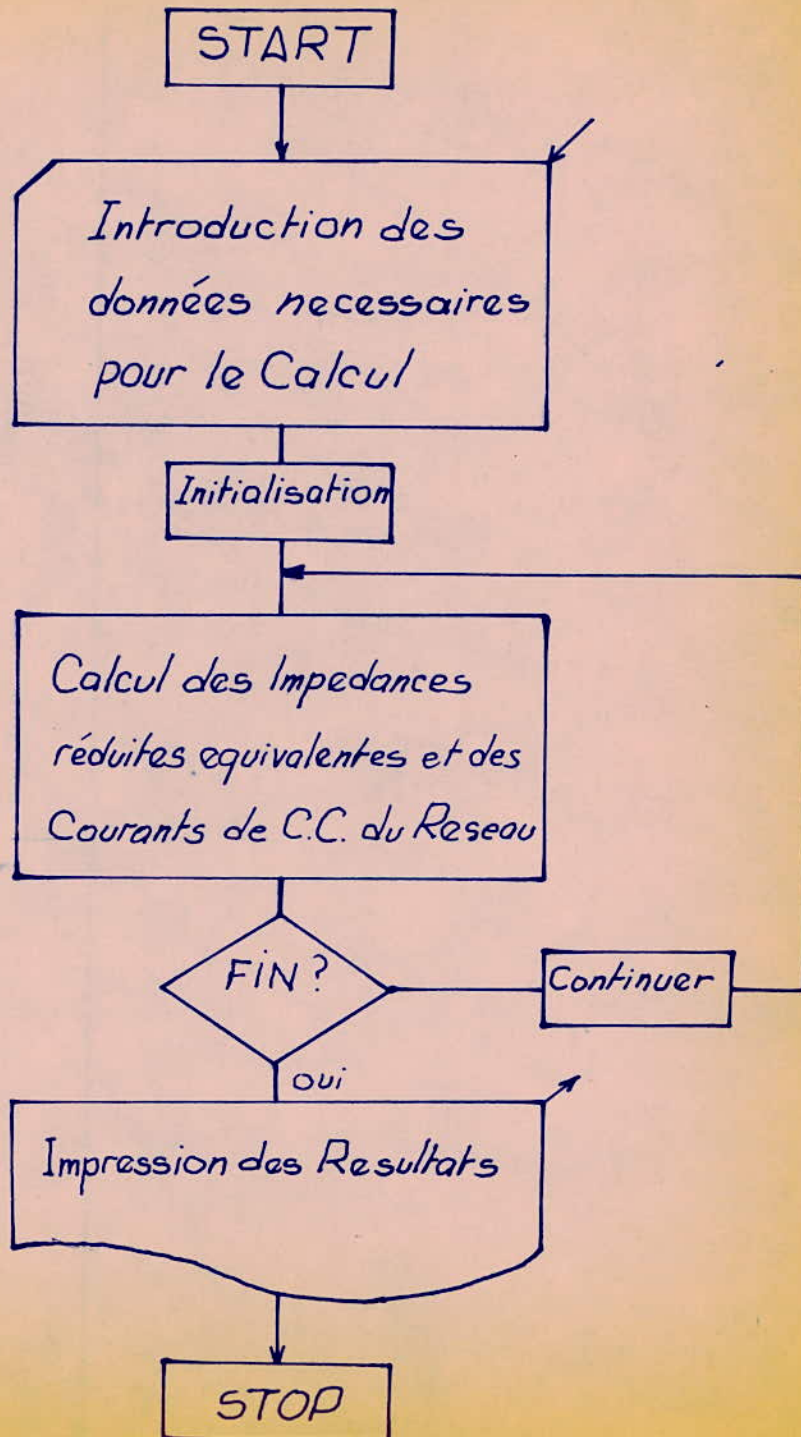 START
Introduction des
données necessaires
pour le Calcul
Initialisation
Calcul des Impedances
réduites equivalentes et des
Courants de C.C. du Reseau
FIN ?
Continuer
oui
Impression des Resultats
STOP